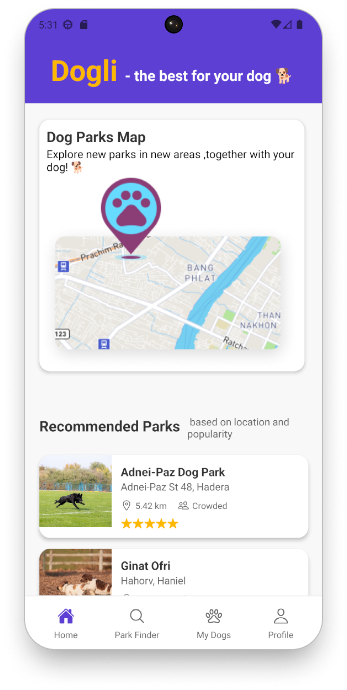 5:31
Dogli - the best for your dog 🐕
Dog Parks Map
Explore new parks in new areas ,together with your
dog! 🐕
Prachim Ra
BANG
PHLAT
THAN
NAKHON
123
Ratcha
Recommended Parks based on location and
popularity
Adnei-Paz Dog Park
Adnei-Paz St 48, Hadera
5.42 km Crowded
Ginat Ofri
Hahorv, Haniel
Home Park Finder My Dogs Profile